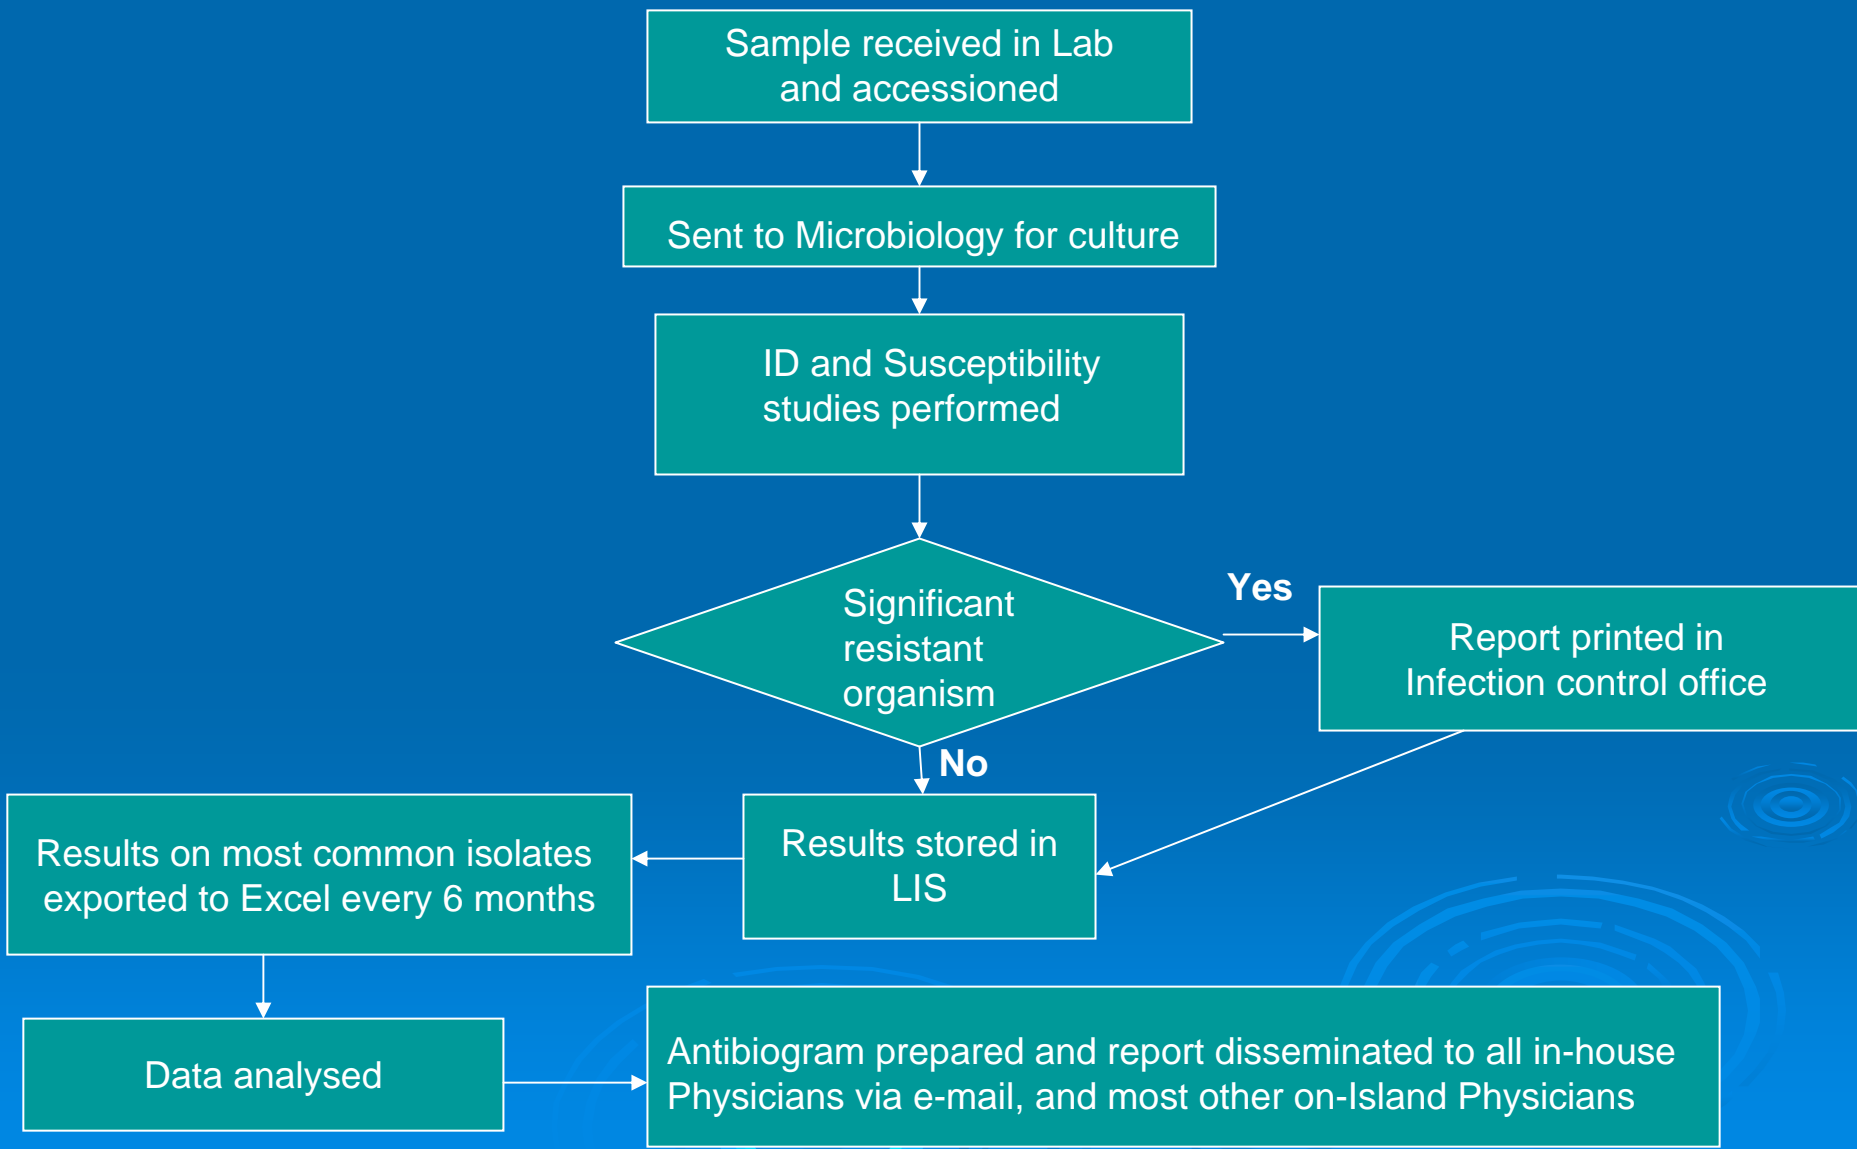 Sample received in Lab
and accessioned
Sent to Microbiology for culture
ID and Susceptibility
studies performed
Significant
resistant
organism
Yes
Report printed in
Infection control office
No
Results stored in
LIS
Results on most common isolates
exported to Excel every 6 months
Data analysed
Antibiogram prepared and report disseminated to all in-house
Physicians via e-mail, and most other on-Island Physicians